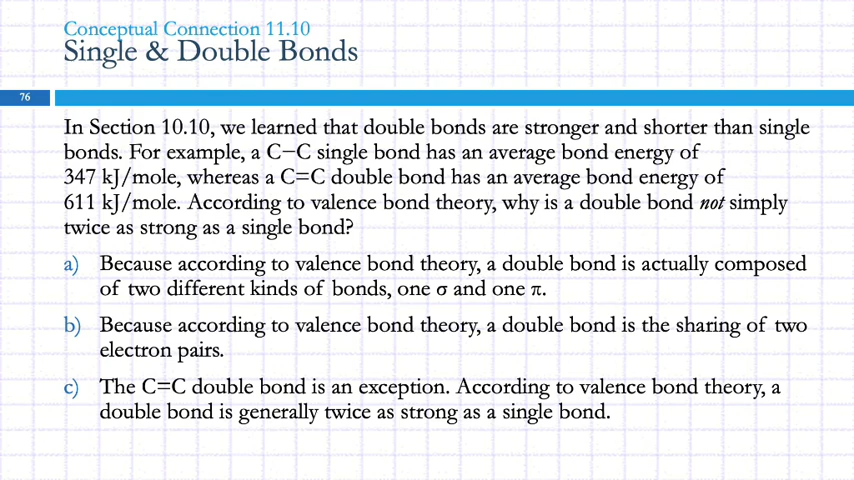 Conceptual Connection 11.10
Single & Double Bonds
76
In Section 10.10, we learned that double bonds are stronger and shorter than single
bonds. For example, a C−C single bond has an average bond energy of
347 kJ/mole, whereas a C=C double bond has an average bond energy of
611 kJ/mole. According to valence bond theory, why is a double bond not simply
twice as strong as a single bond?
a) Because according to valence bond theory, a double bond is actually composed
of two different kinds of bonds, one σ and one π.
b) Because according to valence bond theory, a double bond is the sharing of two
electron pairs.
c) The C=C double bond is an exception. According to valence bond theory, a
double bond is generally twice as strong as a single bond.